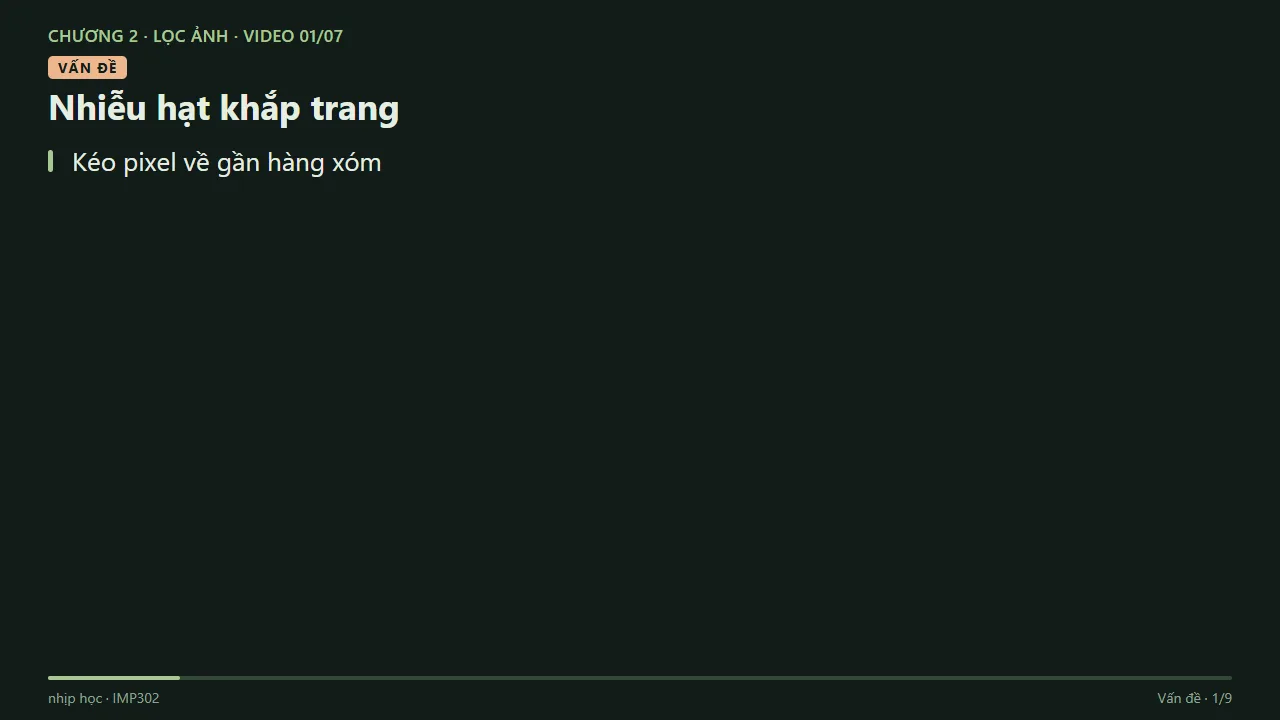 CHƯƠNG 2 · LỌC ẢNH · VIDEO 01/07
VẤN ĐỀ
Nhiễu hạt khắp trang
Kéo pixel về gần hàng xóm
nhịp học · IMP302
Vấn đề · 1/9